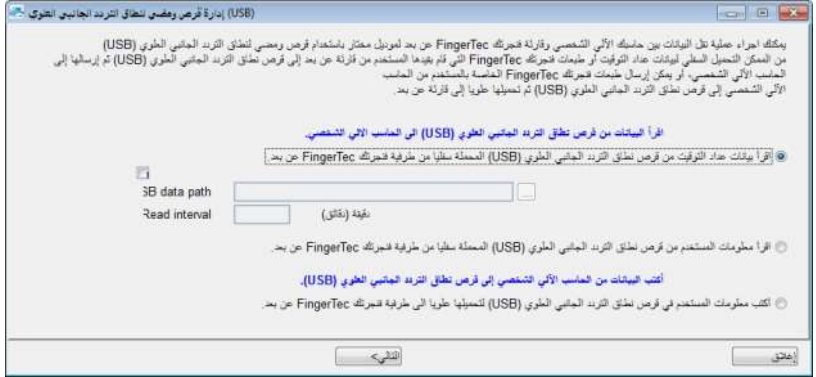 إدارة قرص ومضي لنطاق التردد الجانبي العلوي (USB)
يمكنك اجراء عملية نقل البيانات بين حاسبك الآلي الشخصي وقارئة فنجرتك FingerTec عن بعد لموديل مختار باستخدام قرص ومضي لنطاق التردد الجانبي العلوي (USB)
من الممكن التحميل السفلي لبيانات عداد التوقيت أو طبعات فنجرتك FingerTec التي قام بقيدها المستخدم من قارئة عن بعد إلى قرص نطاق التردد الجانبي العلوي (USB) ثم إرسالها إلى
الحاسب الآلي الشخصي، أو يمكن إرسال طبعات فنجرتك FingerTec الخاصة بالمستخدم من الحاسب
الآلي الشخصي إلى قرص نطاق التردد الجانبي العلوي (USB) ثم تحميلها علويا إلى قارئة عن بعد.
اقرأ البيانات من قرص نطاق التردد الجانبي العلوي (USB) الى الحاسب الالي الشخصي.
اقرأ بيانات عداد التوقيت من قرص نطاق التردد الجانبي العلوي (USB) المحملة سفليا من طرفية فنجرتك FingerTec عن بعد.
SB data path ...
Read interval دقيقة (دقائق)
اقرأ معلومات المستخدم من قرص نطاق التردد الجانبي العلوي (USB) المحملة سفليا من طرفية فنجرتك FingerTec عن بعد.
أكتب البيانات من الحاسب الآلي الشخصي إلى قرص نطاق التردد الجانبي العلوي (USB).
اكتب معلومات المستخدم في قرص نطاق التردد الجانبي العلوي (USB) لتحميلها علويا الى طرفية فنجرتك FingerTec عن بعد.
إغلاق
التالي>